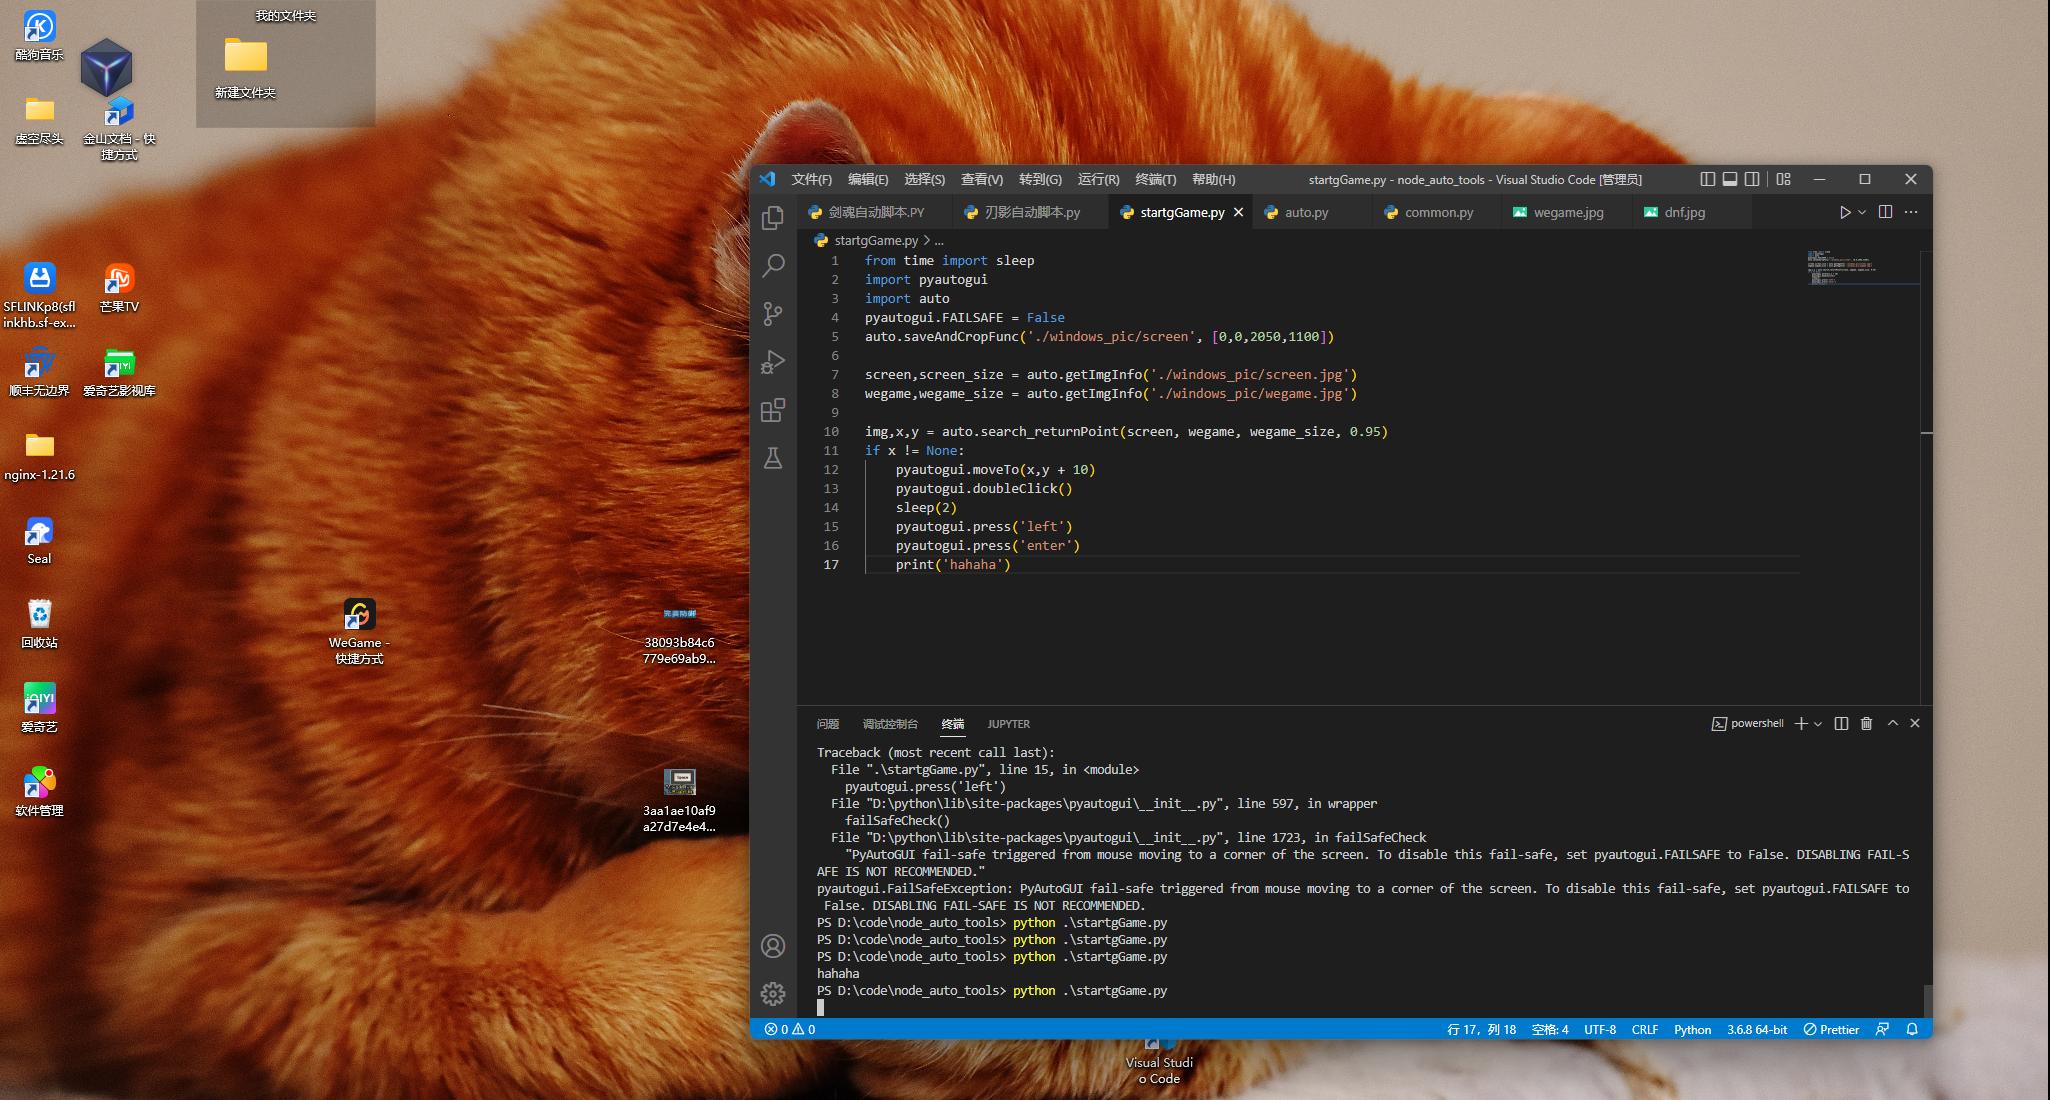 我的文件夹
酷狗音乐
新建文件夹
虚空尽头
金山文档 - 快
捷方式
SFLINKp8(sfl
inkhb.sf-ex...
芒果TV
顺丰无边界
爱奇艺影视库
nginx-1.21.6
Seal
回收站
WeGame -
快捷方式
38093b84c6
779e69ab9...
爱奇艺
软件管理
3aa1ae10af9
a27d7e4e4...
Visual Studi
o Code
文件(F) 编辑(E) 选择(S) 查看(V) 转到(G) 运行(R) 终端(T) 帮助(H) startgGame.py - node_auto_tools - Visual Studio Code [管理员]
剑魂自动脚本.PY 刃影自动脚本.py startgGame.py auto.py common.py wegame.jpg dnf.jpg
startgGame.py > ...
1 from time import sleep
2 import pyautogui
3 import auto
4 pyautogui.FAILSAFE = False
5 auto.saveAndCropFunc('./windows_pic/screen', [0,0,2050,1100])
6
7 screen,screen_size = auto.getImgInfo('./windows_pic/screen.jpg')
8 wegame,wegame_size = auto.getImgInfo('./windows_pic/wegame.jpg')
9
10 img,x,y = auto.search_returnPoint(screen, wegame, wegame_size, 0.95)
11 if x != None:
12 pyautogui.moveTo(x,y + 10)
13 pyautogui.doubleClick()
14 sleep(2)
15 pyautogui.press('left')
16 pyautogui.press('enter')
17 print('hahaha')
问题 调试控制台 终端 JUPYTER powershell
Traceback (most recent call last):
File ".\startgGame.py", line 15, in <module>
pyautogui.press('left')
File "D:\python\lib\site-packages\pyautogui\__init__.py", line 597, in wrapper
failSafeCheck()
File "D:\python\lib\site-packages\pyautogui\__init__.py", line 1723, in failSafeCheck
"PyAutoGUI fail-safe triggered from mouse moving to a corner of the screen. To disable this fail-safe, set pyautogui.FAILSAFE to False. DISABLING FAIL-S
AFE IS NOT RECOMMENDED."
pyautogui.FailSafeException: PyAutoGUI fail-safe triggered from mouse moving to a corner of the screen. To disable this fail-safe, set pyautogui.FAILSAFE to
False. DISABLING FAIL-SAFE IS NOT RECOMMENDED.
PS D:\code\node_auto_tools> python .\startgGame.py
PS D:\code\node_auto_tools> python .\startgGame.py
PS D:\code\node_auto_tools> python .\startgGame.py
hahaha
PS D:\code\node_auto_tools> python .\startgGame.py
0 0 行 17，列 18 空格: 4 UTF-8 CRLF Python 3.6.8 64-bit Prettier